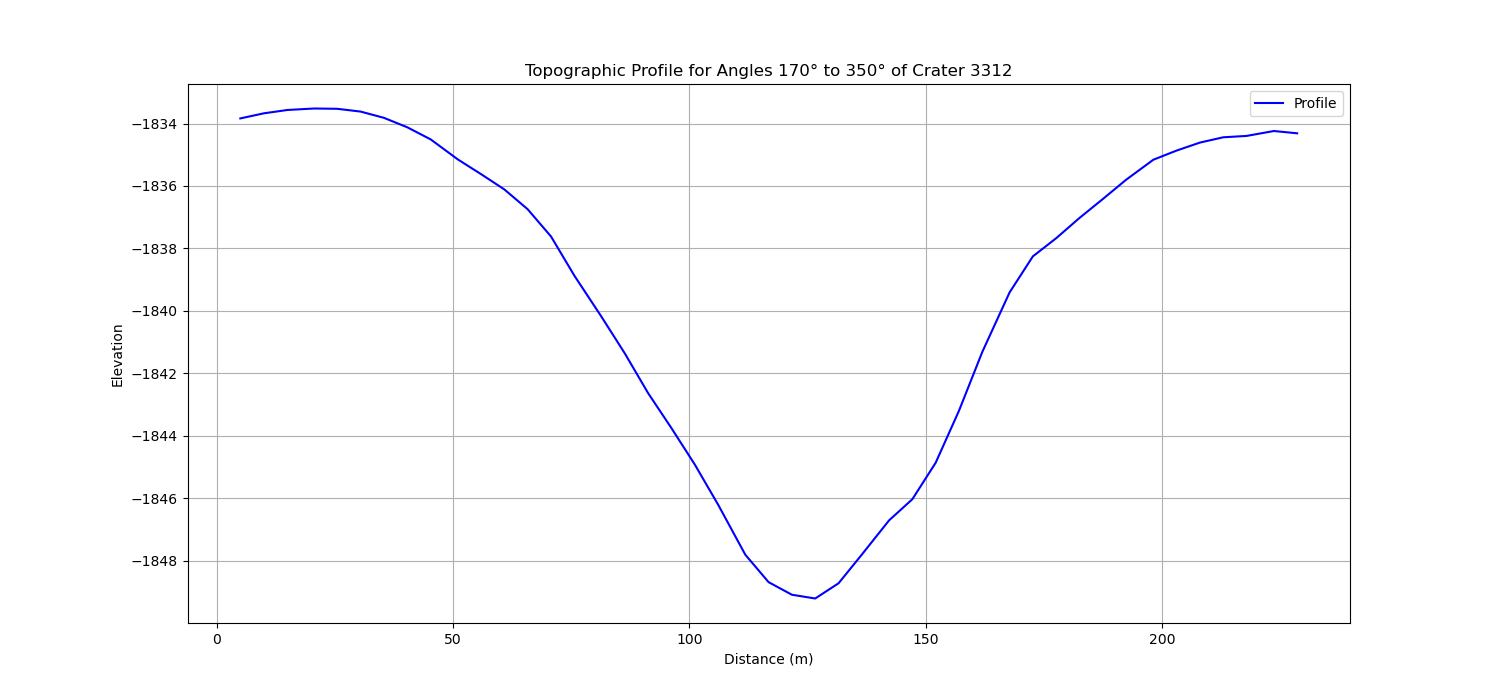 Topographic Profile for Angles 170° to 350° of Crater 3312
Profile
−1834
−1836
−1838
−1840
−1842
−1844
−1846
−1848
Elevation
0 50 100 150 200
Distance (m)